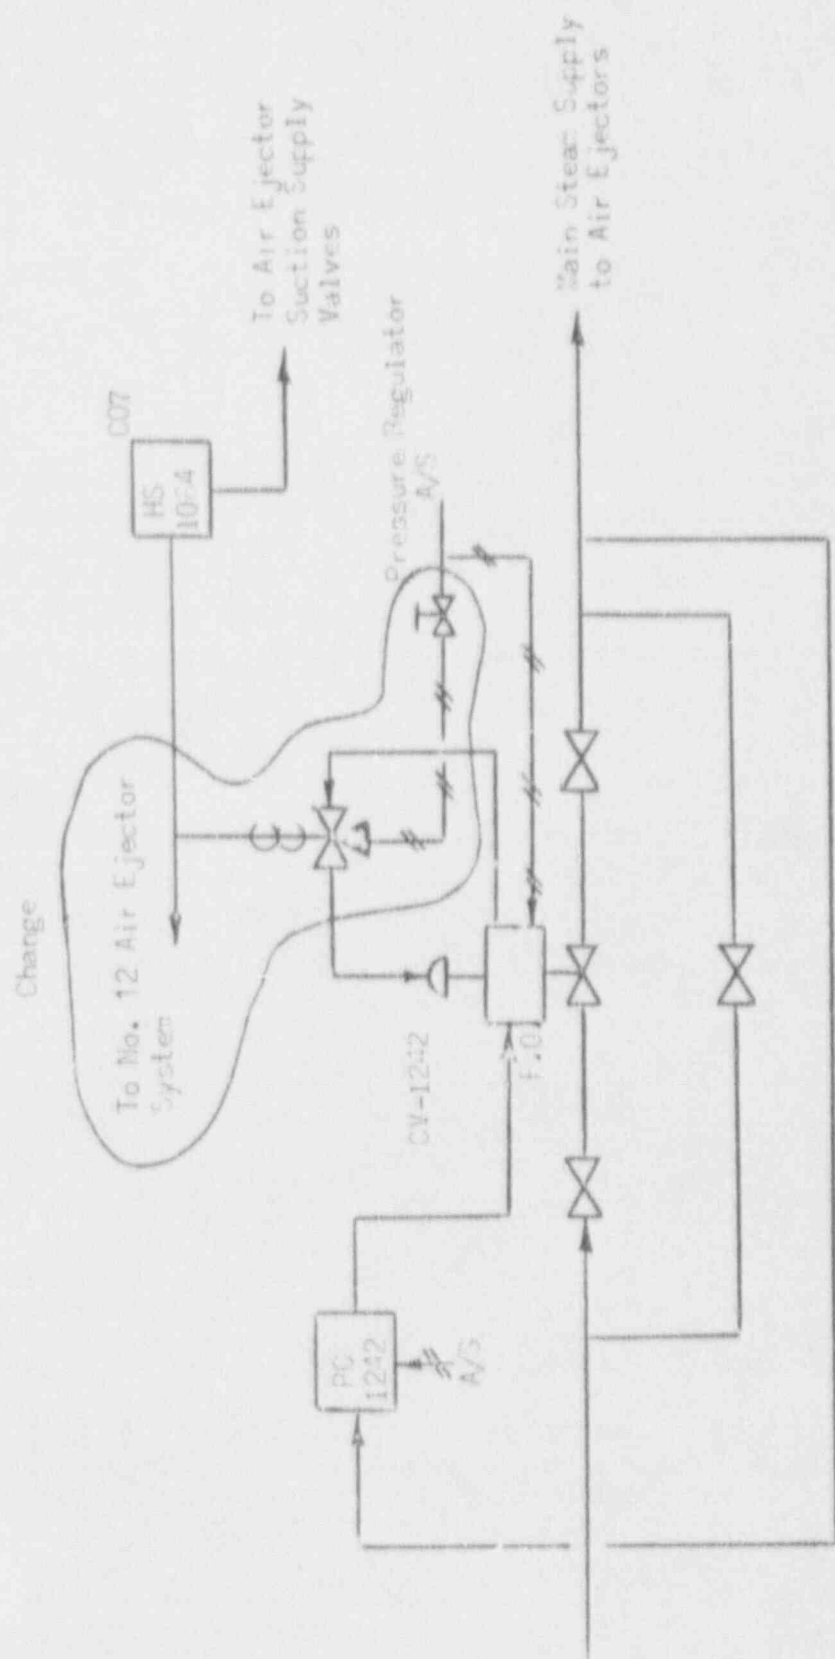 Change
To No. 12 Air Ejector
System
C07
HS
To Air Ejector
Suction Supply
Valves
Pressure Regulator
A/S
CV-1242
F.O.
PC
1242
A/S
Main Steam Supply
to Air Ejectors